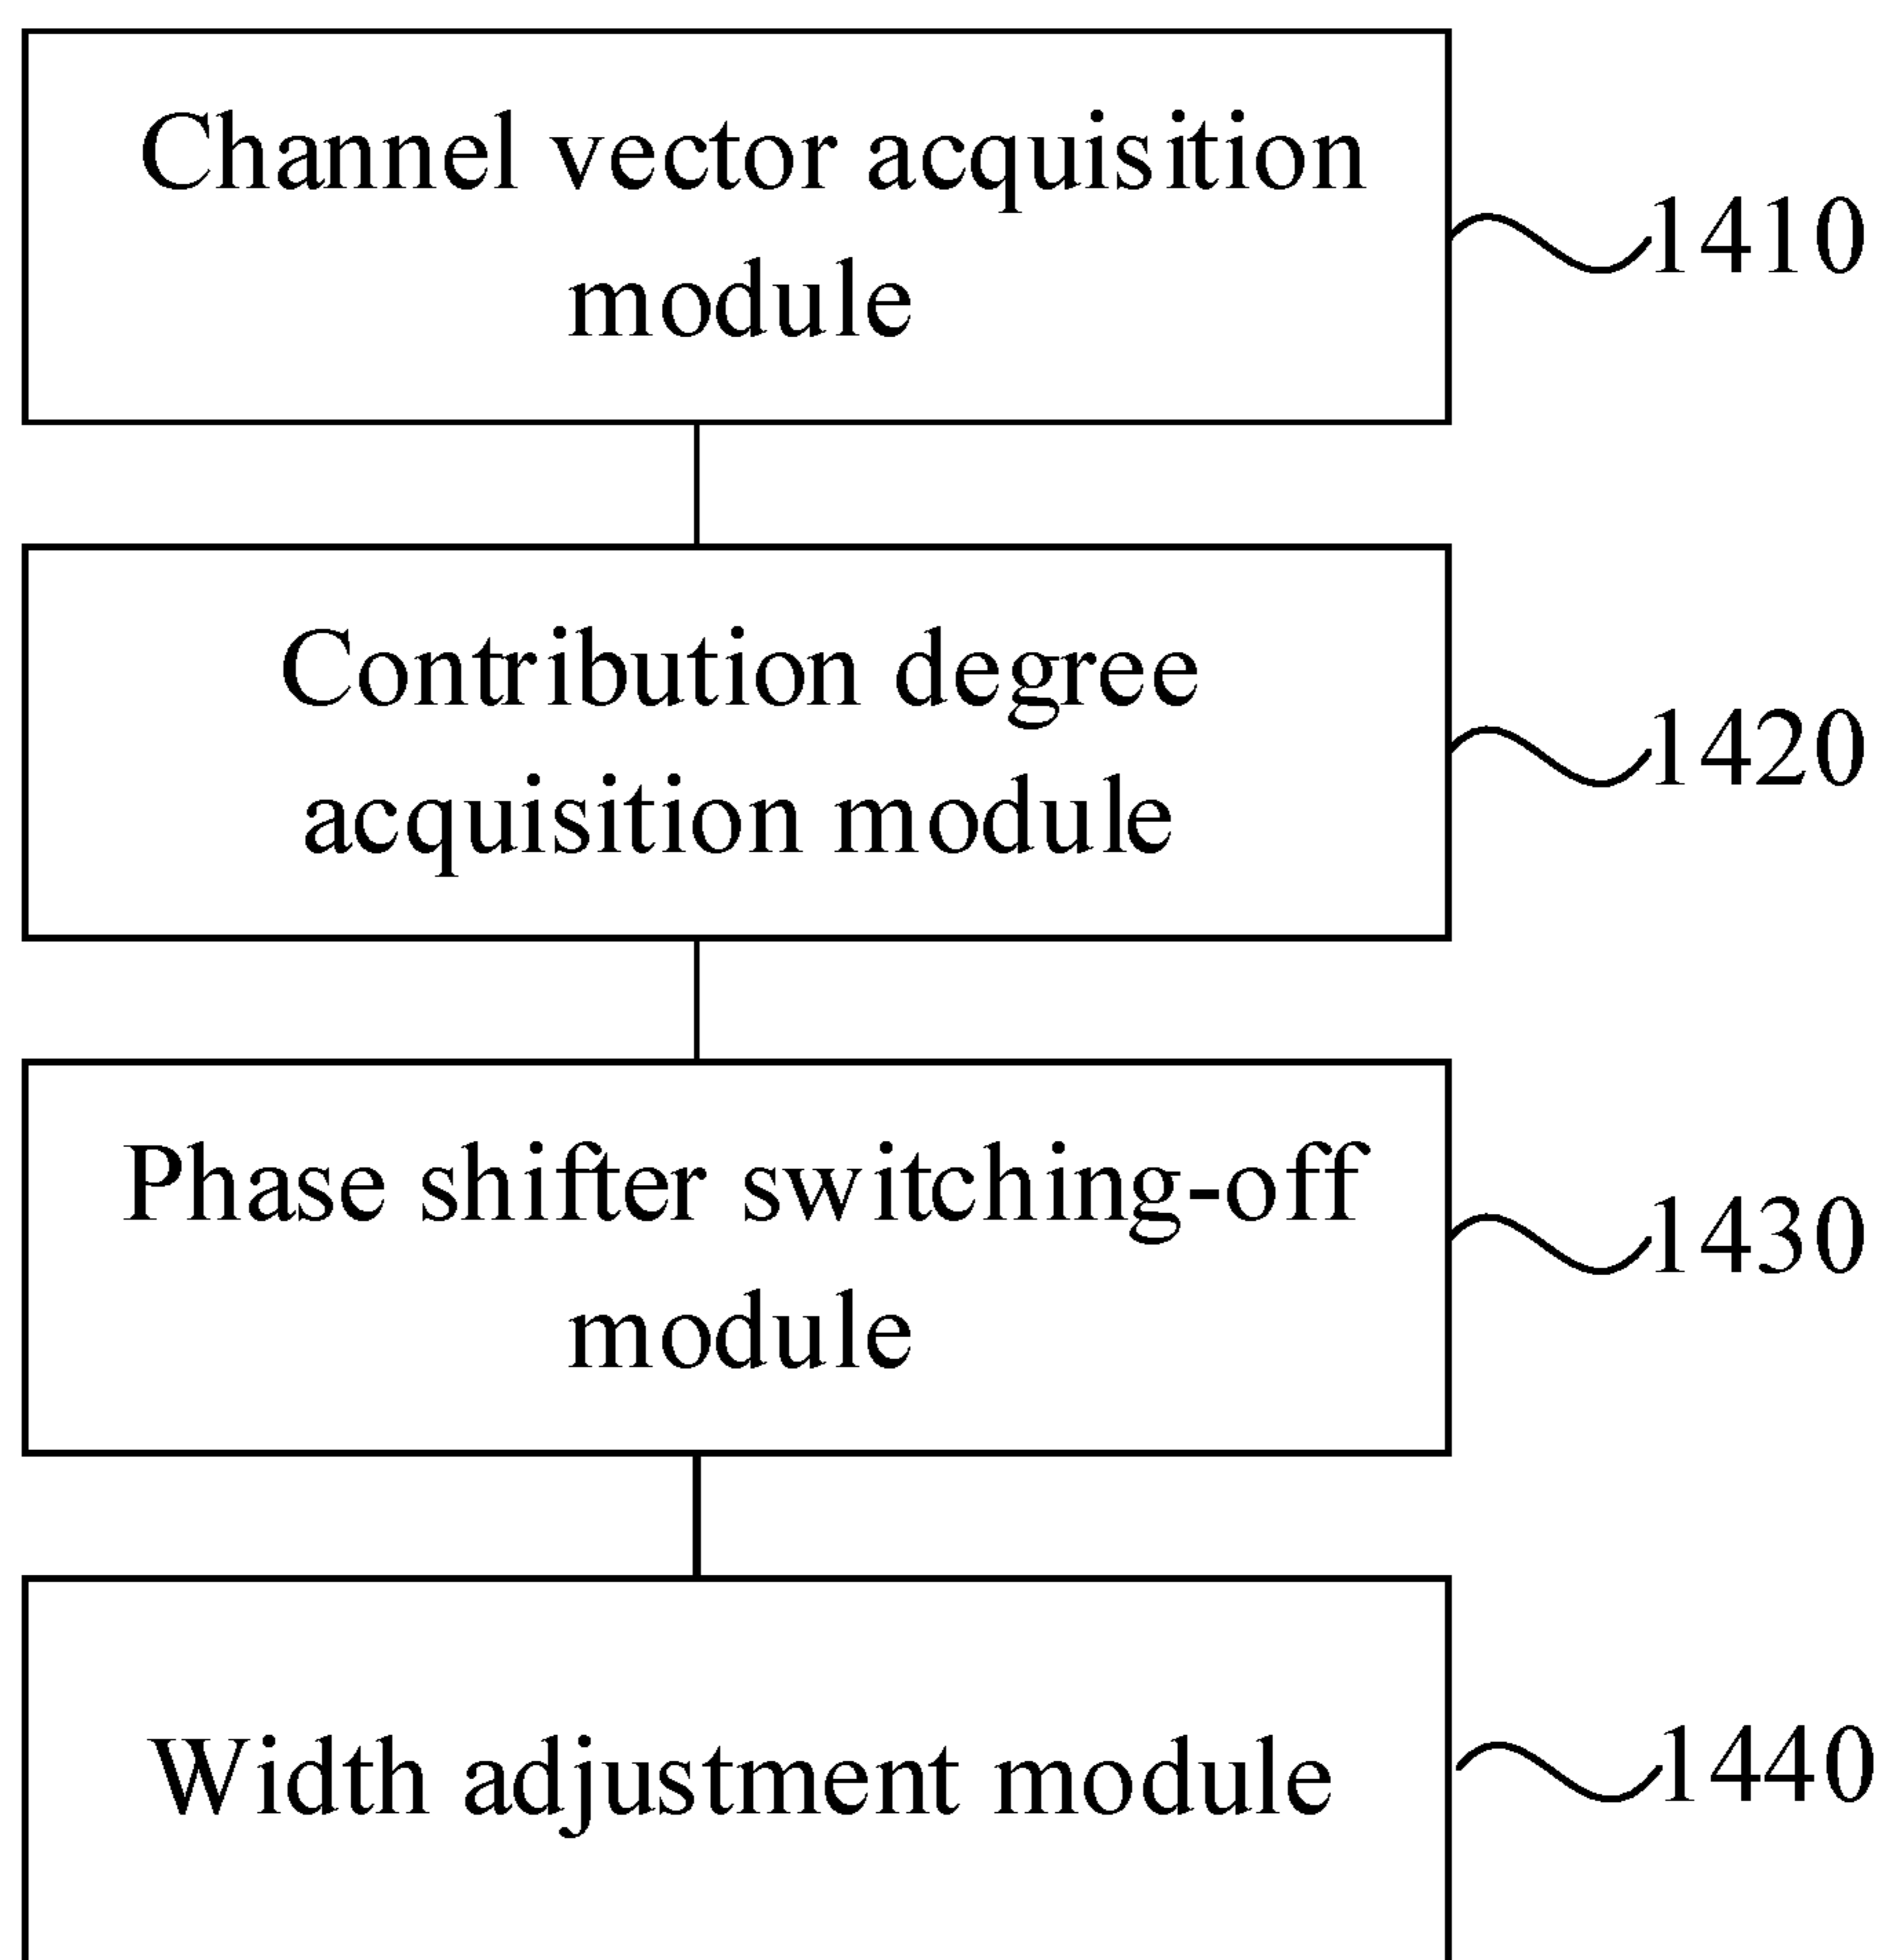 Channel vector acquisition
module
1410
Contribution degree
acquisition module
1420
Phase shifter switching-off
module
1430
Width adjustment module
1440